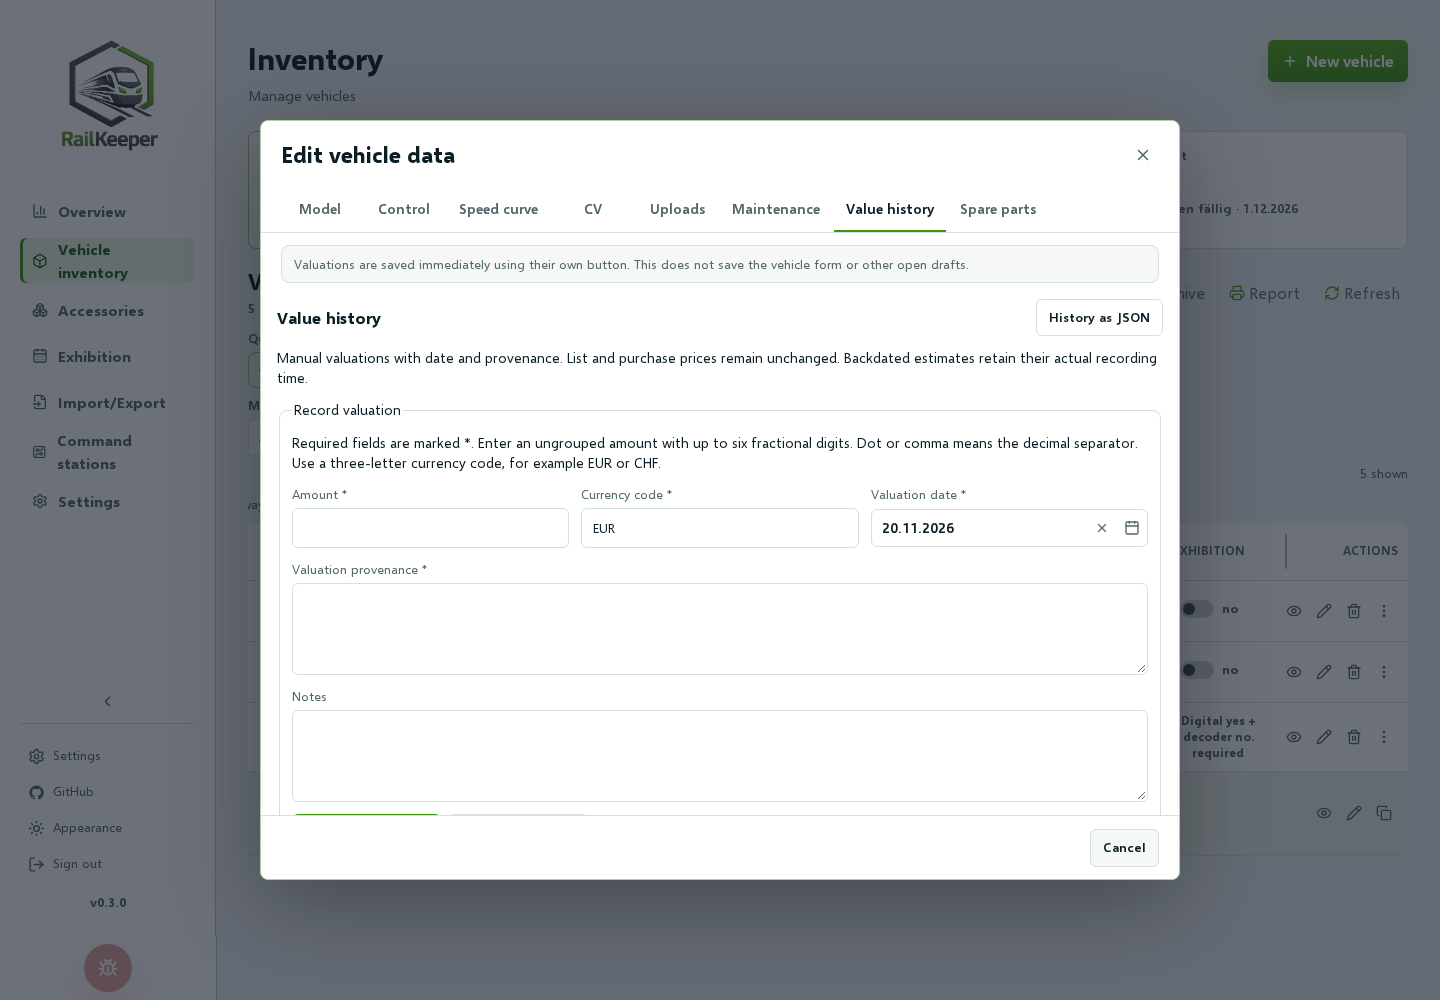 RailKeeper
Overview
Vehicle
inventory
Accessories
Exhibition
Import/Export
Command
stations
Settings
Settings
GitHub
Appearance
Sign out
v0.3.0
Inventory
Manage vehicles
New vehicle
Report
Refresh
5 shown
ACTIONS
no
no
Digital yes +
decoder no.
required
Edit vehicle data
Model Control Speed curve CV Uploads Maintenance Value history Spare parts
Valuations are saved immediately using their own button. This does not save the vehicle form or other open drafts.
Value history
History as JSON
Manual valuations with date and provenance. List and purchase prices remain unchanged. Backdated estimates retain their actual recording
time.
Record valuation
Required fields are marked *. Enter an ungrouped amount with up to six fractional digits. Dot or comma means the decimal separator.
Use a three-letter currency code, for example EUR or CHF.
Amount * Currency code * Valuation date *
EUR 20.11.2026
Valuation provenance *
Notes
Cancel
fällig · 1.12.2026